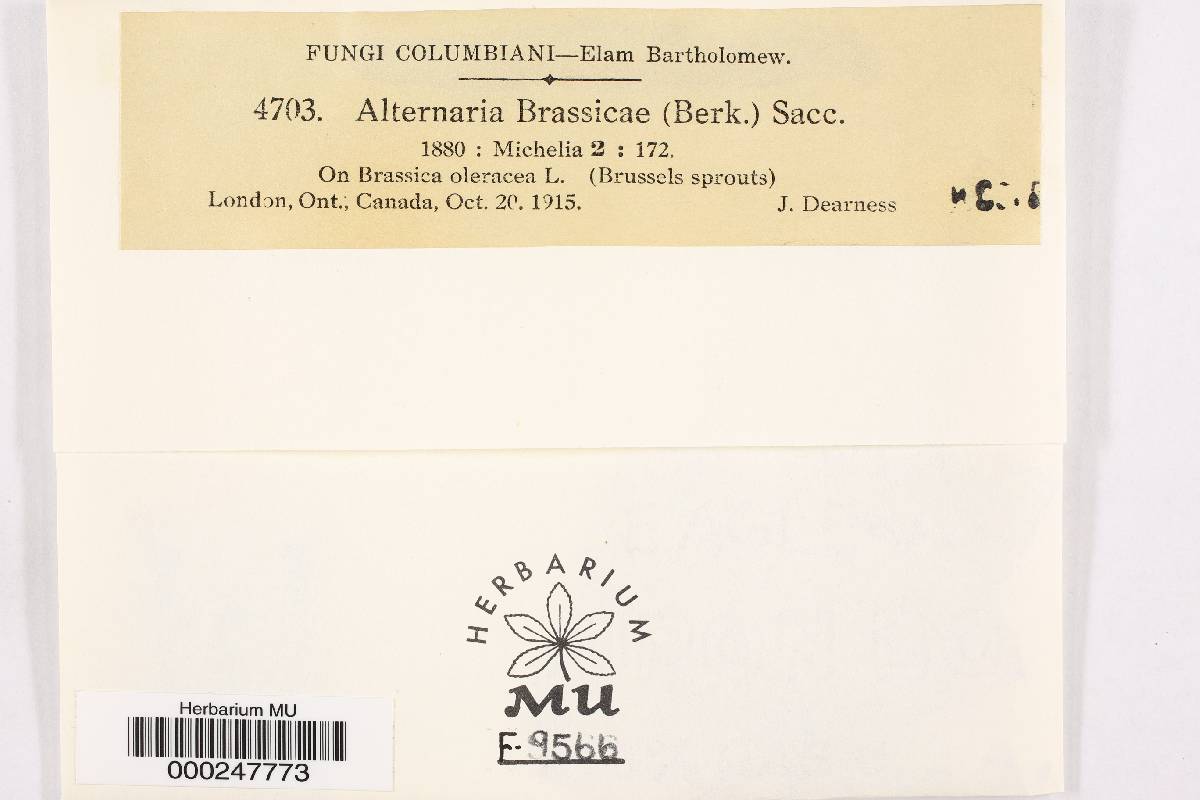 FUNGI COLUMBIANI—Elam Bartholomew.
4703. Alternaria Brassicae (Berk.) Sacc.
1880 : Michelia 2 : 172.
On Brassica oleracea L. (Brussels sprouts)
London, Ont., Canada, Oct. 20. 1915. J. Dearness
HERBARIUM
MU
F-9566
Herbarium MU
000247773